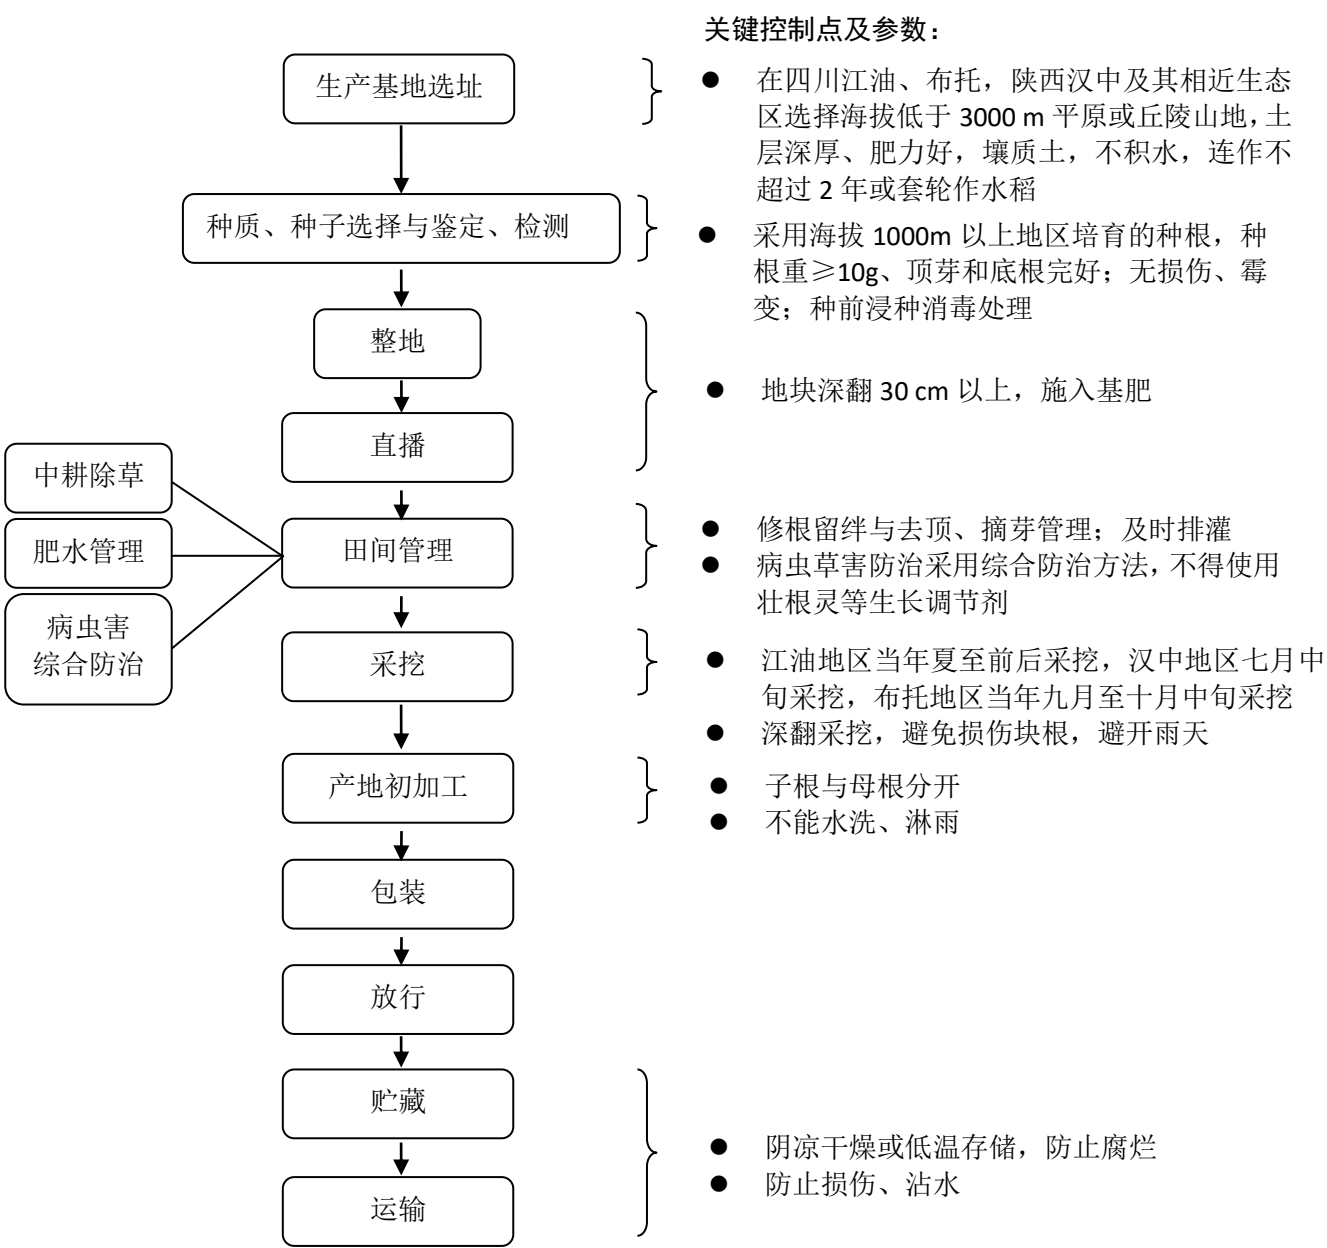 关键控制点及参数：
生产基地选址
● 在四川江油、布托，陕西汉中及其相近生态
区选择海拔低于 3000 m 平原或丘陵山地，土
层深厚、肥力好，壤质土，不积水，连作不
超过 2 年或套轮作水稻
种质、种子选择与鉴定、检测
● 采用海拔 1000m 以上地区培育的种根，种
根重≥10g、顶芽和底根完好；无损伤、霉
变；种前浸种消毒处理
整地
直播
● 地块深翻 30 cm 以上，施入基肥
中耕除草
肥水管理
病虫害
综合防治
田间管理
● 修根留绊与去顶、摘芽管理；及时排灌
● 病虫草害防治采用综合防治方法，不得使用
壮根灵等生长调节剂
采挖
● 江油地区当年夏至前后采挖，汉中地区七月中
旬采挖，布托地区当年九月至十月中旬采挖
● 深翻采挖，避免损伤块根，避开雨天
产地初加工
● 子根与母根分开
● 不能水洗、淋雨
包装
放行
贮藏
运输
● 阴凉干燥或低温存储，防止腐烂
● 防止损伤、沾水